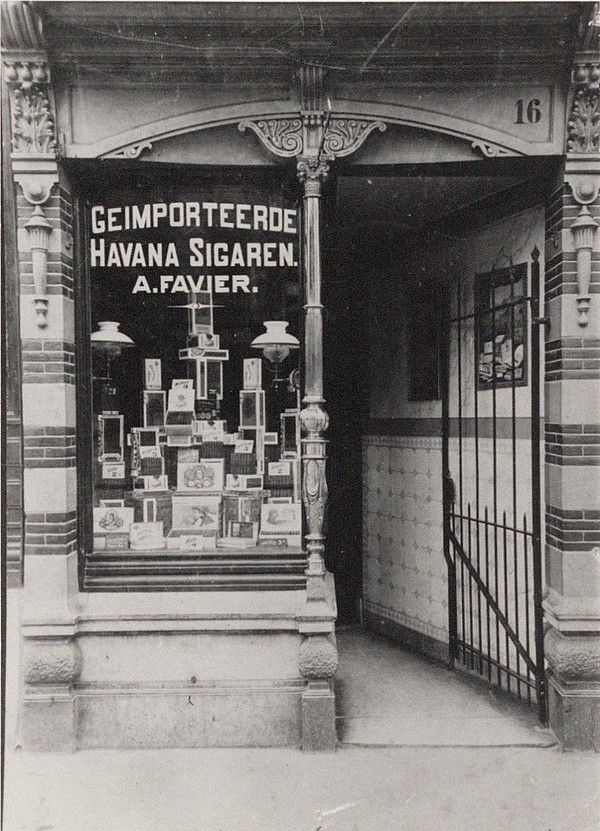 16
GEIMPORTEERDE
HAVANA SIGAREN.
A. FAVIER.